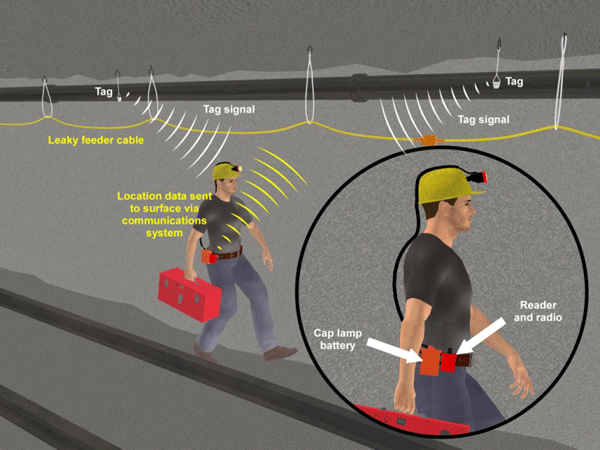 Tag
Tag
Tag signal
Tag signal
Leaky feeder cable
Location data sent
to surface via
communications
system
Reader
and radio
Cap lamp
battery